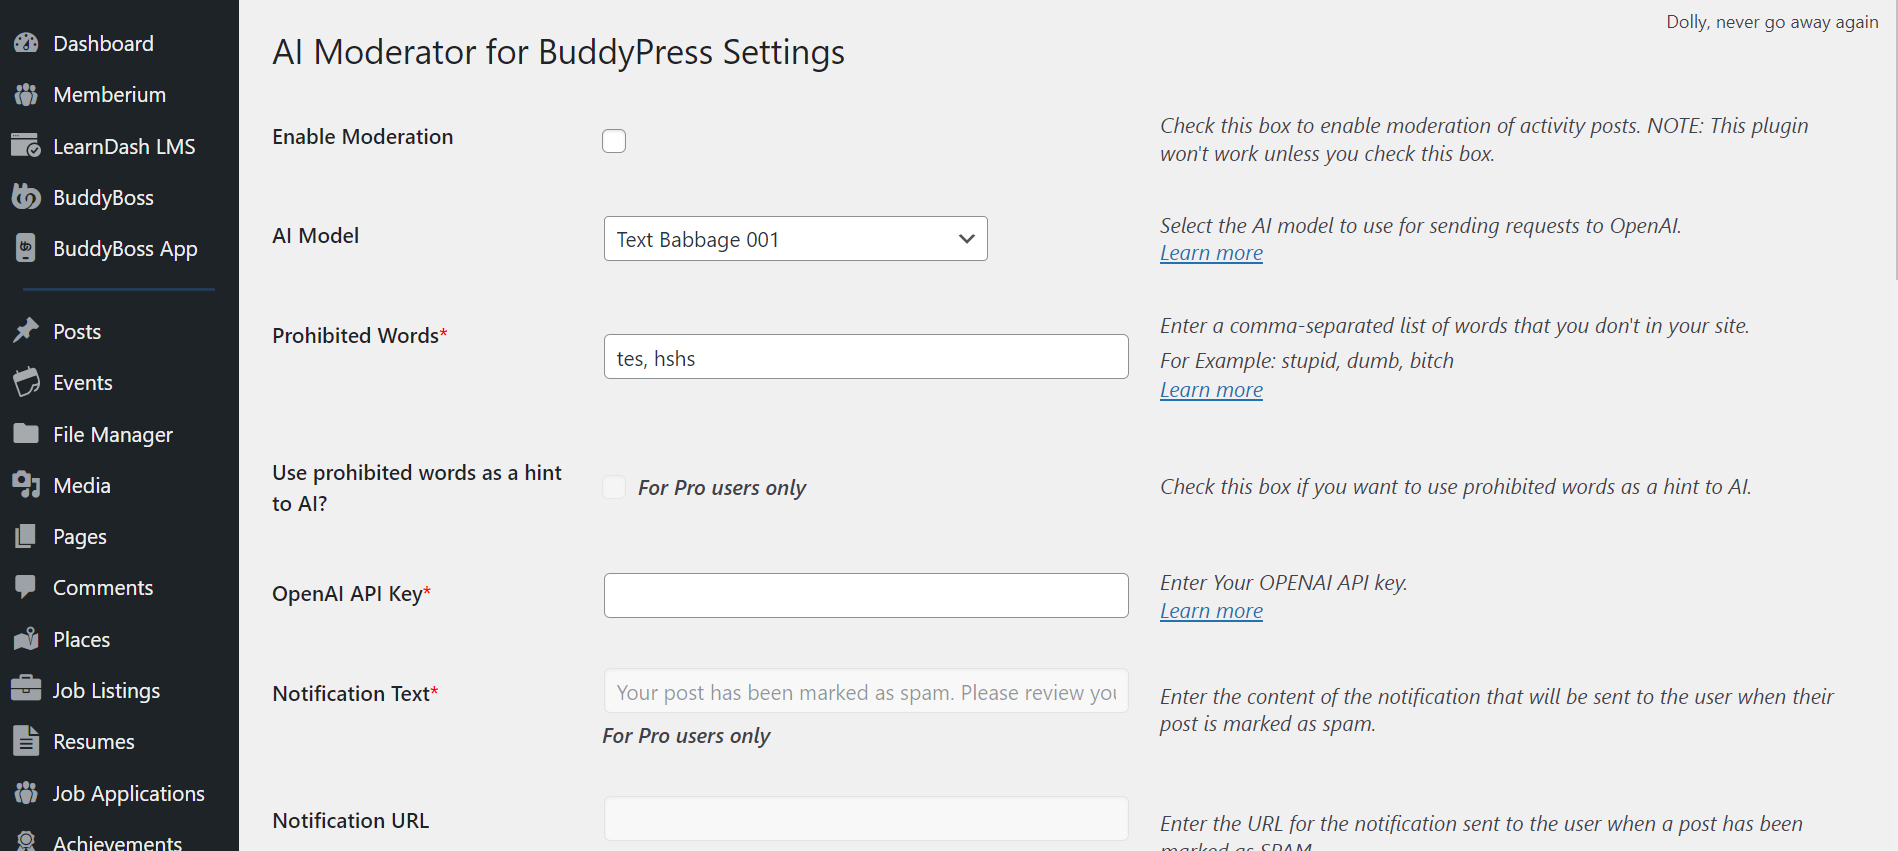 Dashboard
Memberium
LearnDash LMS
BuddyBoss
BuddyBoss App
Posts
Events
File Manager
Media
Pages
Comments
Places
Job Listings
Resumes
Job Applications
Achievements
Dolly, never go away again
AI Moderator for BuddyPress Settings
Enable Moderation
Check this box to enable moderation of activity posts. NOTE: This plugin
won't work unless you check this box.
AI Model
Text Babbage 001
Select the AI model to use for sending requests to OpenAI.
Learn more
Prohibited Words*
tes, hshs
Enter a comma-separated list of words that you don't in your site.
For Example: stupid, dumb, bitch
Learn more
Use prohibited words as a hint
to AI?
For Pro users only
Check this box if you want to use prohibited words as a hint to AI.
OpenAI API Key*
Enter Your OPENAI API key.
Learn more
Notification Text*
Your post has been marked as spam. Please review you
For Pro users only
Enter the content of the notification that will be sent to the user when their
post is marked as spam.
Notification URL
Enter the URL for the notification sent to the user when a post has been
marked as SPAM.